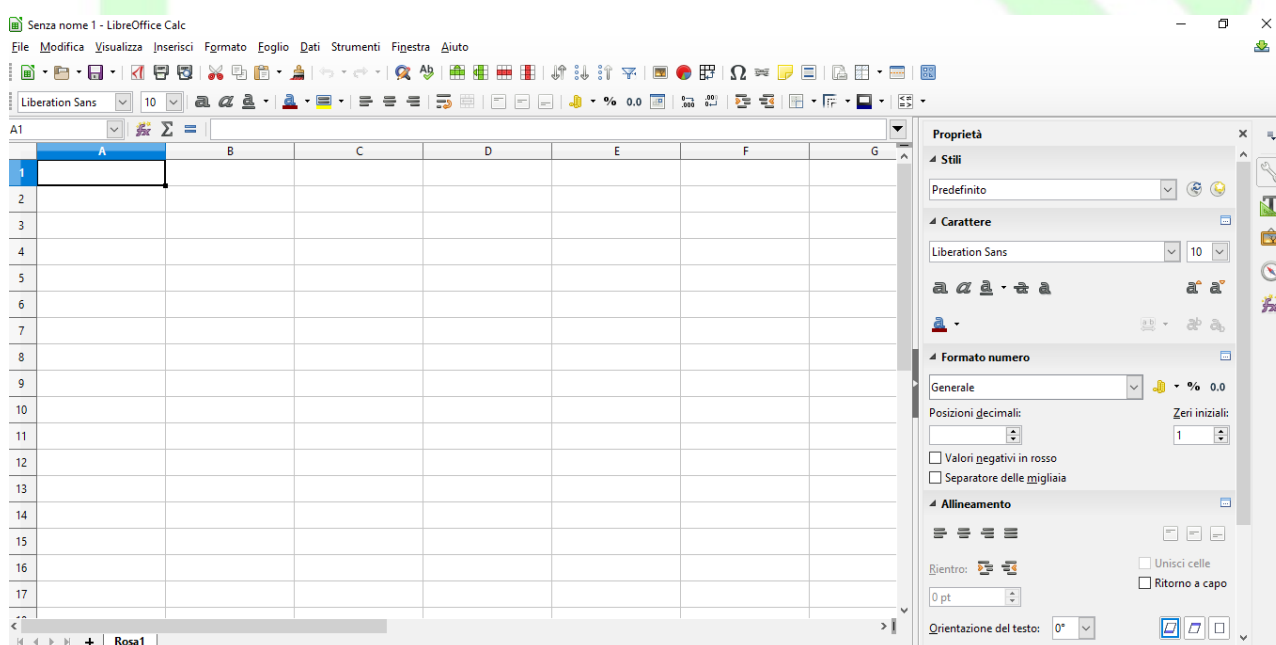 Senza nome 1 - LibreOffice Calc
File Modifica Visualizza Inserisci Formato Foglio Dati Strumenti Finestra Aiuto
Liberation Sans 10 % 0.0
A1
A B C D E F G
1
2
3
4
5
6
7
8
9
10
11
12
13
14
15
16
17
Rosa1
Proprietà
Stili
Predefinito
Carattere
Liberation Sans 10
Formato numero
Generale % 0.0
Posizioni decimali: Zeri iniziali:
1
Valori negativi in rosso
Separatore delle migliaia
Allineamento
Rientro: Unisci celle
Ritorno a capo
0 pt
Orientazione del testo: 0°